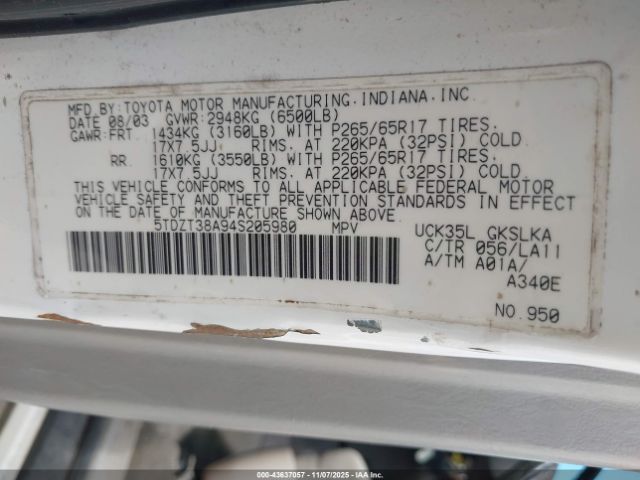 MFD.BY:TOYOTA MOTOR MANUFACTURING.INDIANA.INC.
DATE 08/03 GVWR:2948KG (6500LB)
GAWR:FRT. 1434KG (3160LB) WITH P265/65R17 TIRES.
17X7.5JJ RIMS. AT 220KPA (32PSI) COLD.
RR. 1610KG (3550LB) WITH P265/65R17 TIRES.
17X7.5JJ RIMS. AT 220KPA (32PSI) COLD.
THIS VEHICLE CONFORMS TO ALL APPLICABLE FEDERAL MOTOR
VEHICLE SAFETY AND THEFT PREVENTION STANDARDS IN EFFECT
ON THE DATE OF MANUFACTURE SHOWN ABOVE.
5TDZT38A94S205980 MPV
UCK35L GKSLKA
C/TR 056/LA11
A/TM A01A/
A340E
NO.950
000-43637057 11/07/2025 IAAI.COM